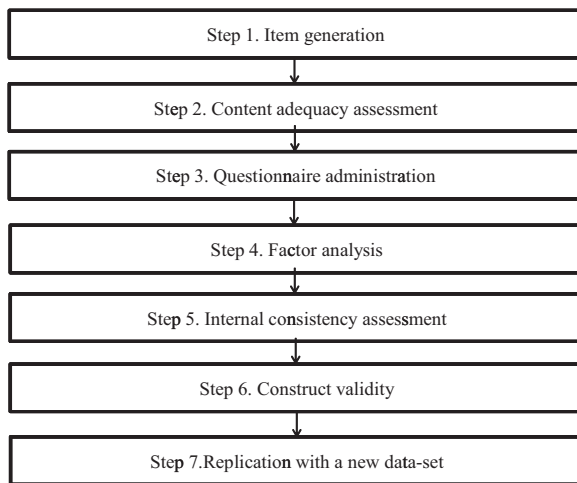 Step 1. Item generation
Step 2. Content adequacy assessment
Step 3. Questionnaire administration
Step 4. Factor analysis
Step 5. Internal consistency assessment
Step 6. Construct validity
Step 7.Replication with a new data-set